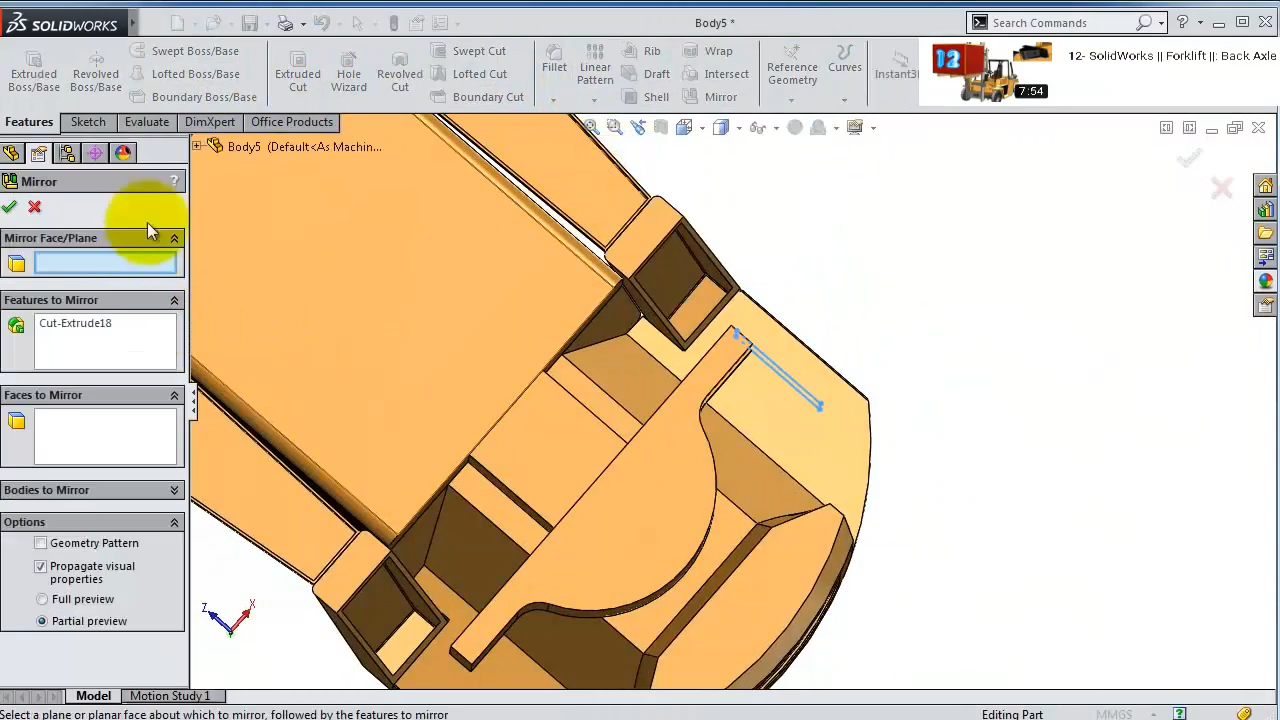 SOLIDWORKS
Body5 *
Search Commands
?
Extruded Boss/Base
Revolved Boss/Base
Swept Boss/Base
Lofted Boss/Base
Boundary Boss/Base
Extruded Cut
Hole Wizard
Revolved Cut
Swept Cut
Lofted Cut
Boundary Cut
Fillet
Linear Pattern
Rib
Draft
Shell
Wrap
Intersect
Mirror
Reference Geometry
Curves
Instant3
12
7:54
12- SolidWorks || Forklift ||: Back Axle
Features
Sketch
Evaluate
DimXpert
Office Products
Body5 (Default<As Machin...
Mirror
?
Mirror Face/Plane
Features to Mirror
Cut-Extrude18
Faces to Mirror
Bodies to Mirror
Options
Geometry Pattern
Propagate visual
properties
Full preview
Partial preview
Z
X
Model
Motion Study 1
Select a plane or planar face about which to mirror, followed by the features to mirror
Editing Part
MMGS
?